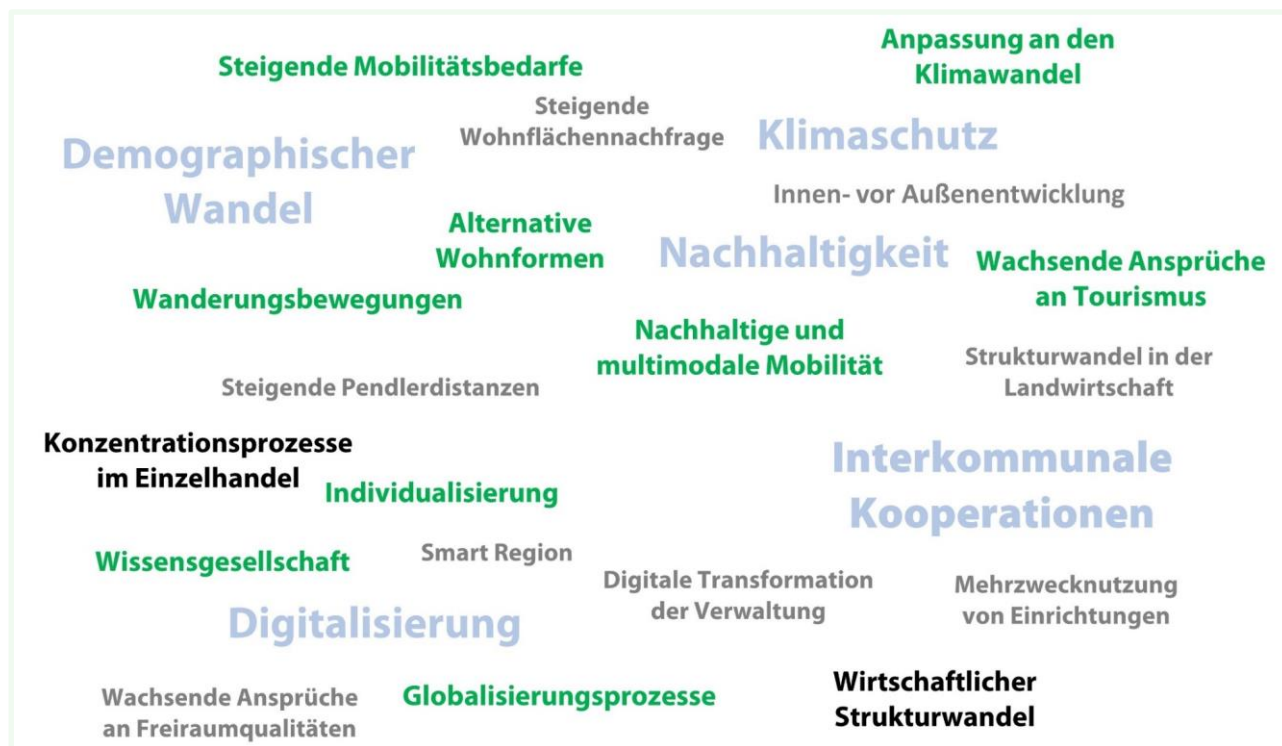 Steigende Mobilitätsbedarfe
Anpassung an den
Klimawandel
Steigende
Wohnflächennachfrage
Klimaschutz
Demographischer
Wandel
Innen- vor Außenentwicklung
Alternative
Wohnformen
Nachhaltigkeit
Wachsende Ansprüche
an Tourismus
Wanderungsbewegungen
Nachhaltige und
multimodale Mobilität
Strukturwandel in der
Landwirtschaft
Steigende Pendlerdistanzen
Konzentrationsprozesse
im Einzelhandel
Interkommunale
Kooperationen
Individualisierung
Wissensgesellschaft
Smart Region
Digitale Transformation
der Verwaltung
Mehrzwecknutzung
von Einrichtungen
Digitalisierung
Wachsende Ansprüche
an Freiraumqualitäten
Globalisierungsprozesse
Wirtschaftlicher
Strukturwandel